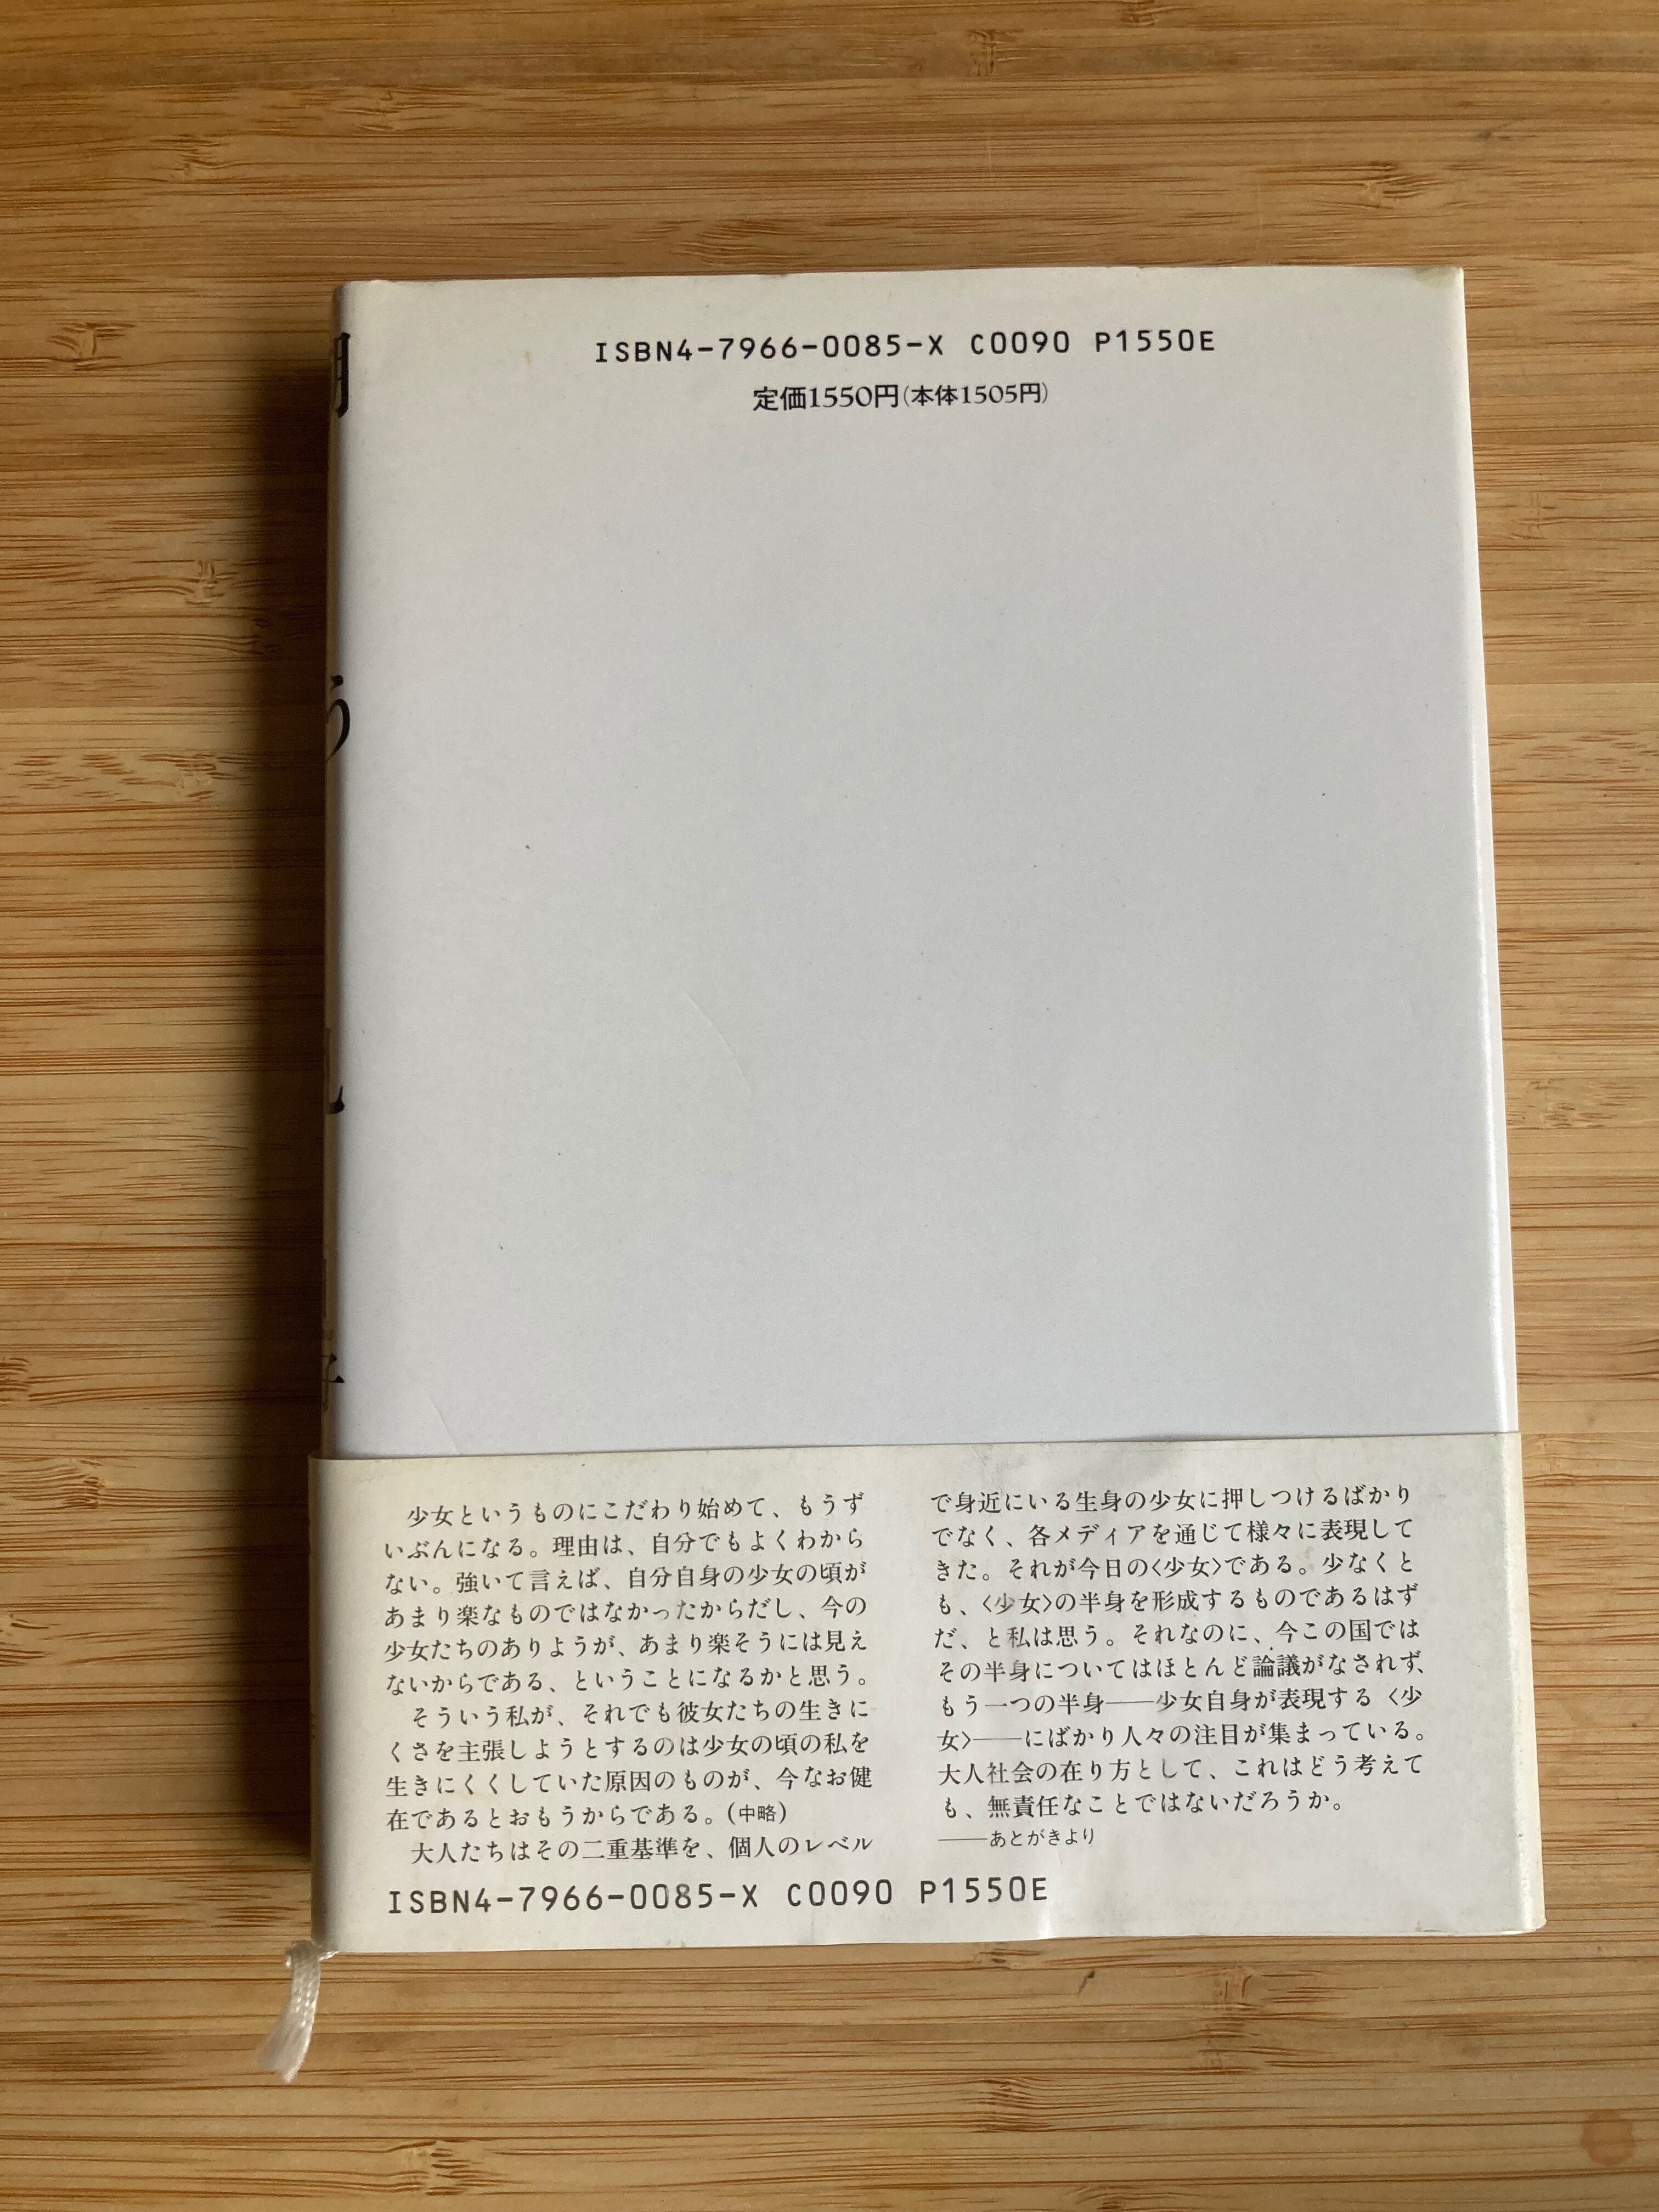 ISBN4-7966-0085-X C0090 P1550E
定価1550円(本体1505円)
少女というものにこだわり始めて、もうず
いぶんになる。理由は、自分でもよくわから
ない。強いて言えば、自分自身の少女の頃が
あまり楽なものではなかったからだし、今の
少女たちのありようが、あまり楽そうには見え
ないからである、ということになるかと思う。
そういう私が、それでも彼女たちの生きに
くさを主張しようとするのは少女の頃の私を
生きにくくしていた原因のものが、今なお健
在であるとおもうからである。(中略)
大人たちはその二重基準を、個人のレベル
で身近にいる生身の少女に押しつけるばかり
でなく、各メディアを通じて様々に表現して
きた。それが今日の〈少女〉である。少なくと
も、〈少女〉の半身を形成するものであるはず
だ、と私は思う。それなのに、今この国では
その半身についてはほとんど論議がなされず、
もう一つの半身――少女自身が表現する〈少
女〉――にばかり人々の注目が集まっている。
大人社会の在り方として、これはどう考えて
も、無責任なことではないだろうか。
――あとがきより
ISBN4-7966-0085-X C0090 P1550E